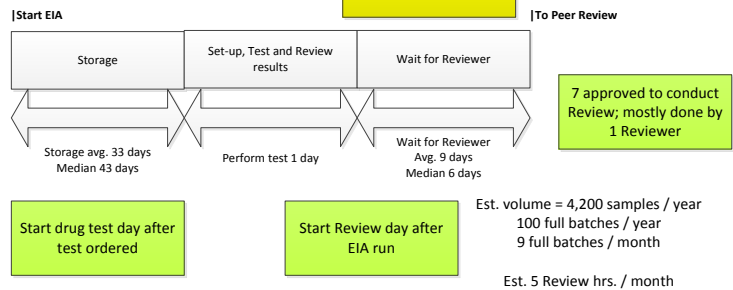 |Start EIA
|To Peer Review
Storage
Set-up, Test and Review
results
Wait for Reviewer
7 approved to conduct
Review; mostly done by
1 Reviewer
Storage avg. 33 days
Median 43 days
Perform test 1 day
Wait for Reviewer
Avg. 9 days
Median 6 days
Start drug test day after
test ordered
Start Review day after
EIA run
Est. volume = 4,200 samples / year
100 full batches / year
9 full batches / month
Est. 5 Review hrs. / month